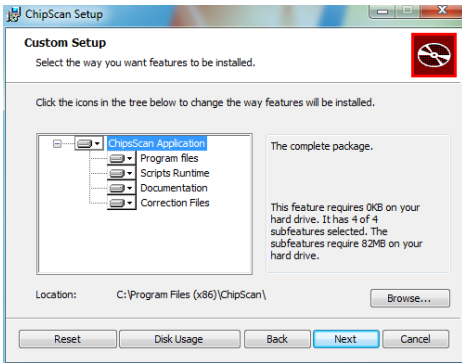 ChipScan Setup
Custom Setup
Select the way you want features to be installed.
Click the icons in the tree below to change the way features will be installed.
ChipsScan Application
Program files
Scripts Runtime
Documentation
Correction Files
The complete package.
This feature requires 0KB on your
hard drive. It has 4 of 4
subfeatures selected. The
subfeatures require 82MB on your
hard drive.
Location: C:\Program Files (x86)\ChipScan\
Browse...
Reset Disk Usage Back Next Cancel